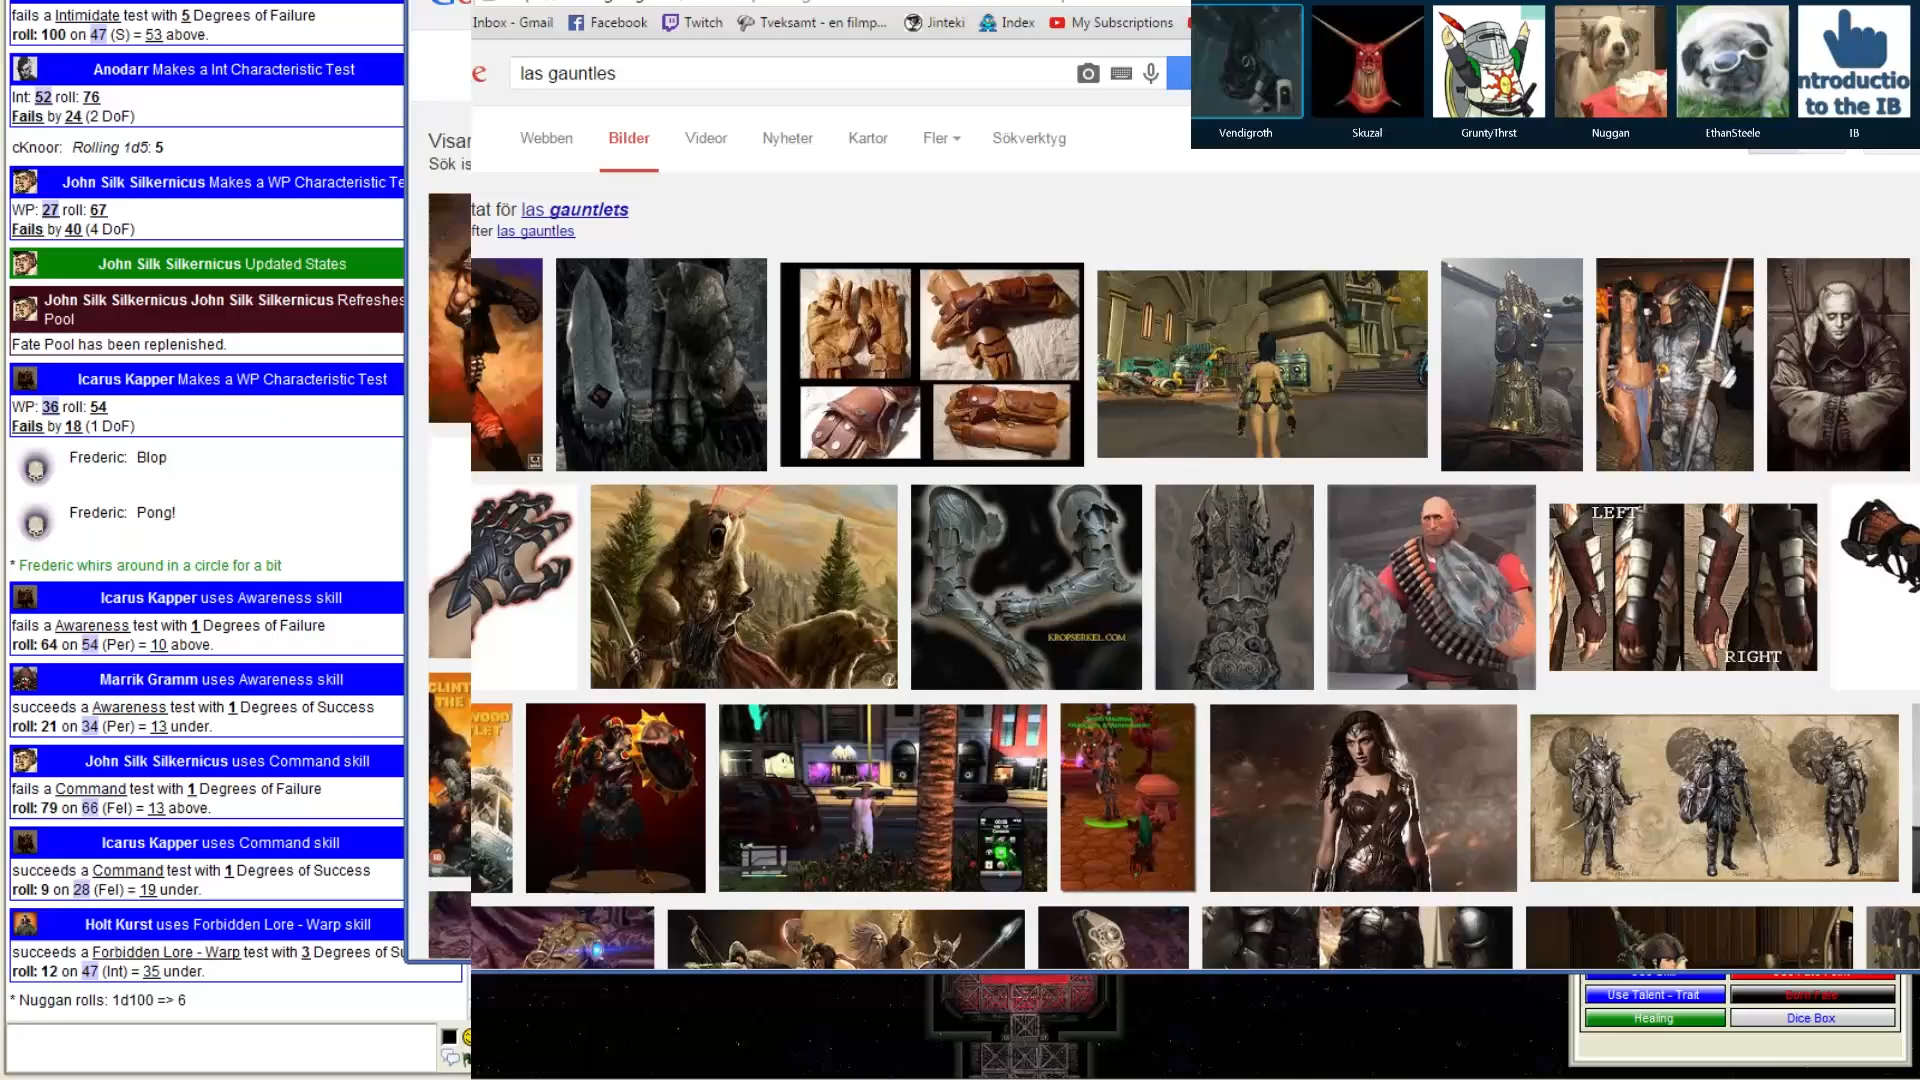 fails a Intimidate test with 5 Degrees of Failure
roll: 100 on 47 (S) = 53 above.
Anodarr Makes a Int Characteristic Test
Int: 52 roll: 76
Fails by 24 (2 DoF)
cKnoor: Rolling 1d5: 5
John Silk Silkernicus Makes a WP Characteristic Te
WP: 27 roll: 67
Fails by 40 (4 DoF)
John Silk Silkernicus Updated States
John Silk Silkernicus John Silk Silkernicus Refreshes
Pool
Fate Pool has been replenished.
Icarus Kapper Makes a WP Characteristic Test
WP: 36 roll: 54
Fails by 18 (1 DoF)
Frederic: Blop
Frederic: Pong!
* Frederic whirs around in a circle for a bit
Icarus Kapper uses Awareness skill
fails a Awareness test with 1 Degrees of Failure
roll: 64 on 54 (Per) = 10 above.
Marrik Gramm uses Awareness skill
succeeds a Awareness test with 1 Degrees of Success
roll: 21 on 34 (Per) = 13 under.
John Silk Silkernicus uses Command skill
fails a Command test with 1 Degrees of Failure
roll: 79 on 66 (Fel) = 13 above.
Icarus Kapper uses Command skill
succeeds a Command test with 1 Degrees of Success
roll: 9 on 28 (Fel) = 19 under.
Holt Kurst uses Forbidden Lore - Warp skill
succeeds a Forbidden Lore - Warp test with 3 Degrees of Su
roll: 12 on 47 (Int) = 35 under.
* Nuggan rolls: 1d100 => 6
Inbox - Gmail Facebook Twitch Tveksamt - en filmp... Jinteki Index My Subscriptions
e las gauntles
Visar
Sök is
Webben Bilder Videor Nyheter Kartor Fler Sökverktyg
tat för las gauntlets
fter las gauntles
Vendigroth Skuzal GruntyThrst Nuggan EthanSteele IB
ntroductio
to the IB
KROPSERKEL.COM
LEFT
RIGHT
CLINT
THE
WOOD
LET
18
Use Talent - Trait Burn Fate
Healing Dice Box